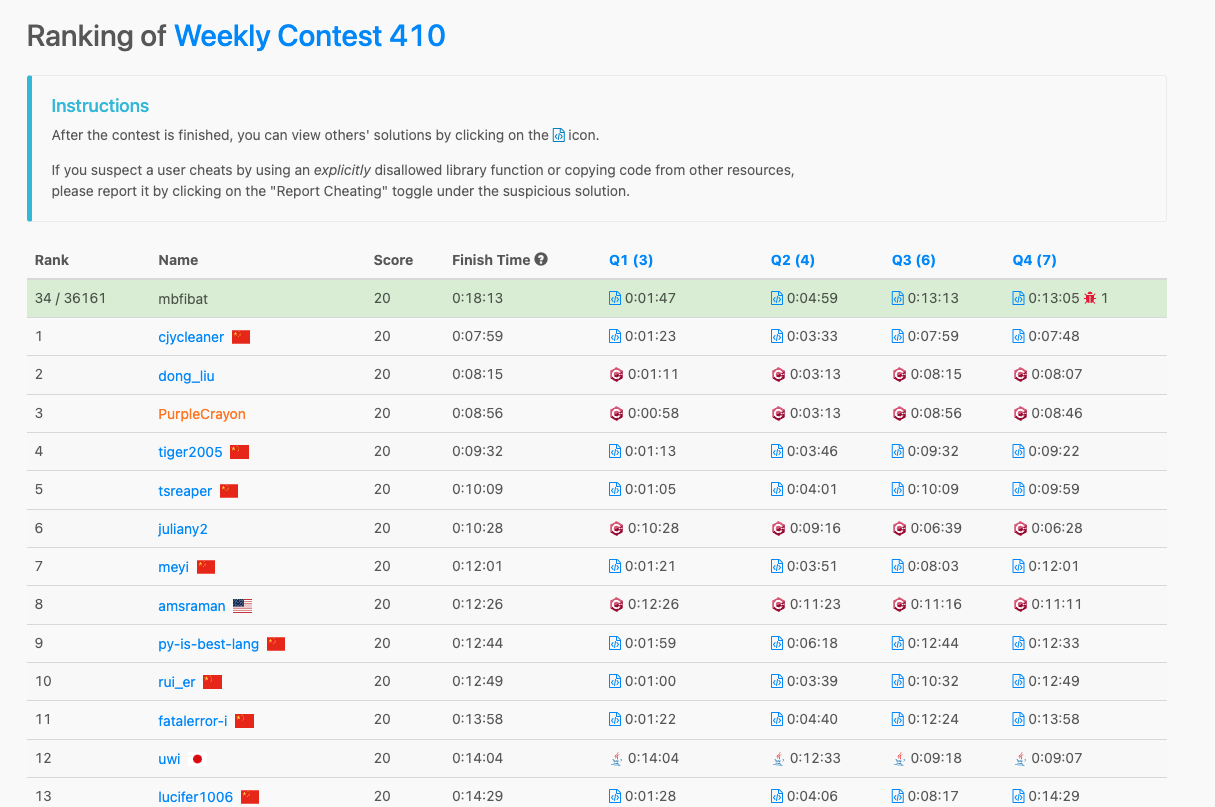 Ranking of Weekly Contest 410
Instructions
After the contest is finished, you can view others' solutions by clicking on the icon.
If you suspect a user cheats by using an explicitly disallowed library function or copying code from other resources,
please report it by clicking on the "Report Cheating" toggle under the suspicious solution.
Rank Name Score Finish Time Q1 (3) Q2 (4) Q3 (6) Q4 (7)
34 / 36161 mbfibat 20 0:18:13 0:01:47 0:04:59 0:13:13 0:13:05 1
1 cjycleaner 20 0:07:59 0:01:23 0:03:33 0:07:59 0:07:48
2 dong_liu 20 0:08:15 0:01:11 0:03:13 0:08:15 0:08:07
3 PurpleCrayon 20 0:08:56 0:00:58 0:03:13 0:08:56 0:08:46
4 tiger2005 20 0:09:32 0:01:13 0:03:46 0:09:32 0:09:22
5 tsreaper 20 0:10:09 0:01:05 0:04:01 0:10:09 0:09:59
6 juliany2 20 0:10:28 0:10:28 0:09:16 0:06:39 0:06:28
7 meyi 20 0:12:01 0:01:21 0:03:51 0:08:03 0:12:01
8 amsraman 20 0:12:26 0:12:26 0:11:23 0:11:16 0:11:11
9 py-is-best-lang 20 0:12:44 0:01:59 0:06:18 0:12:44 0:12:33
10 rui_er 20 0:12:49 0:01:00 0:03:39 0:10:32 0:12:49
11 fatalerror-i 20 0:13:58 0:01:22 0:04:40 0:12:24 0:13:58
12 uwi 20 0:14:04 0:14:04 0:12:33 0:09:18 0:09:07
13 lucifer1006 20 0:14:29 0:01:28 0:04:06 0:08:17 0:14:29